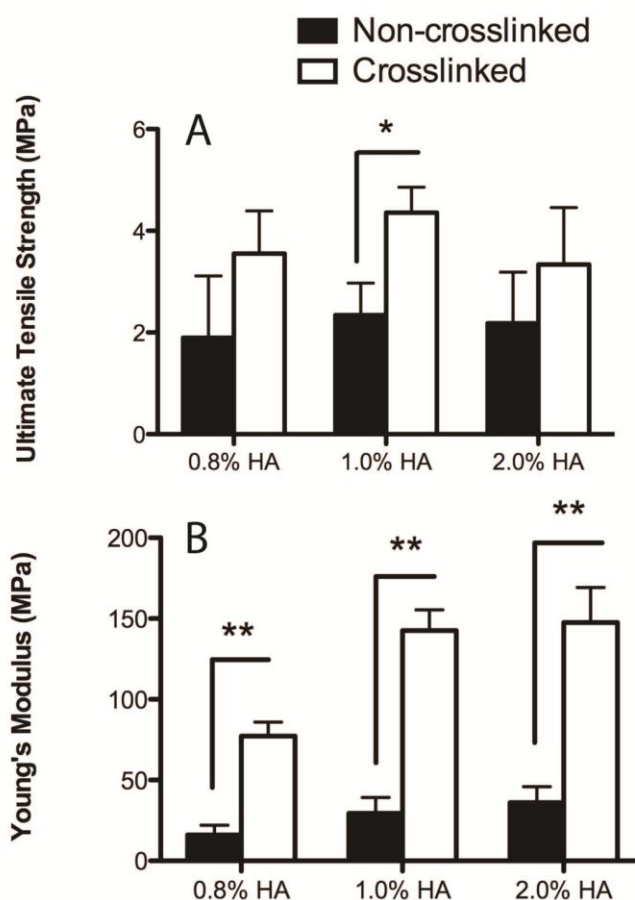 Non-crosslinked
Crosslinked
A
Ultimate Tensile Strength (MPa)
6
4
2
0
*
0.8% HA
1.0% HA
2.0% HA
B
Young's Modulus (MPa)
200
150
100
50
0
**
**
**
0.8% HA
1.0% HA
2.0% HA